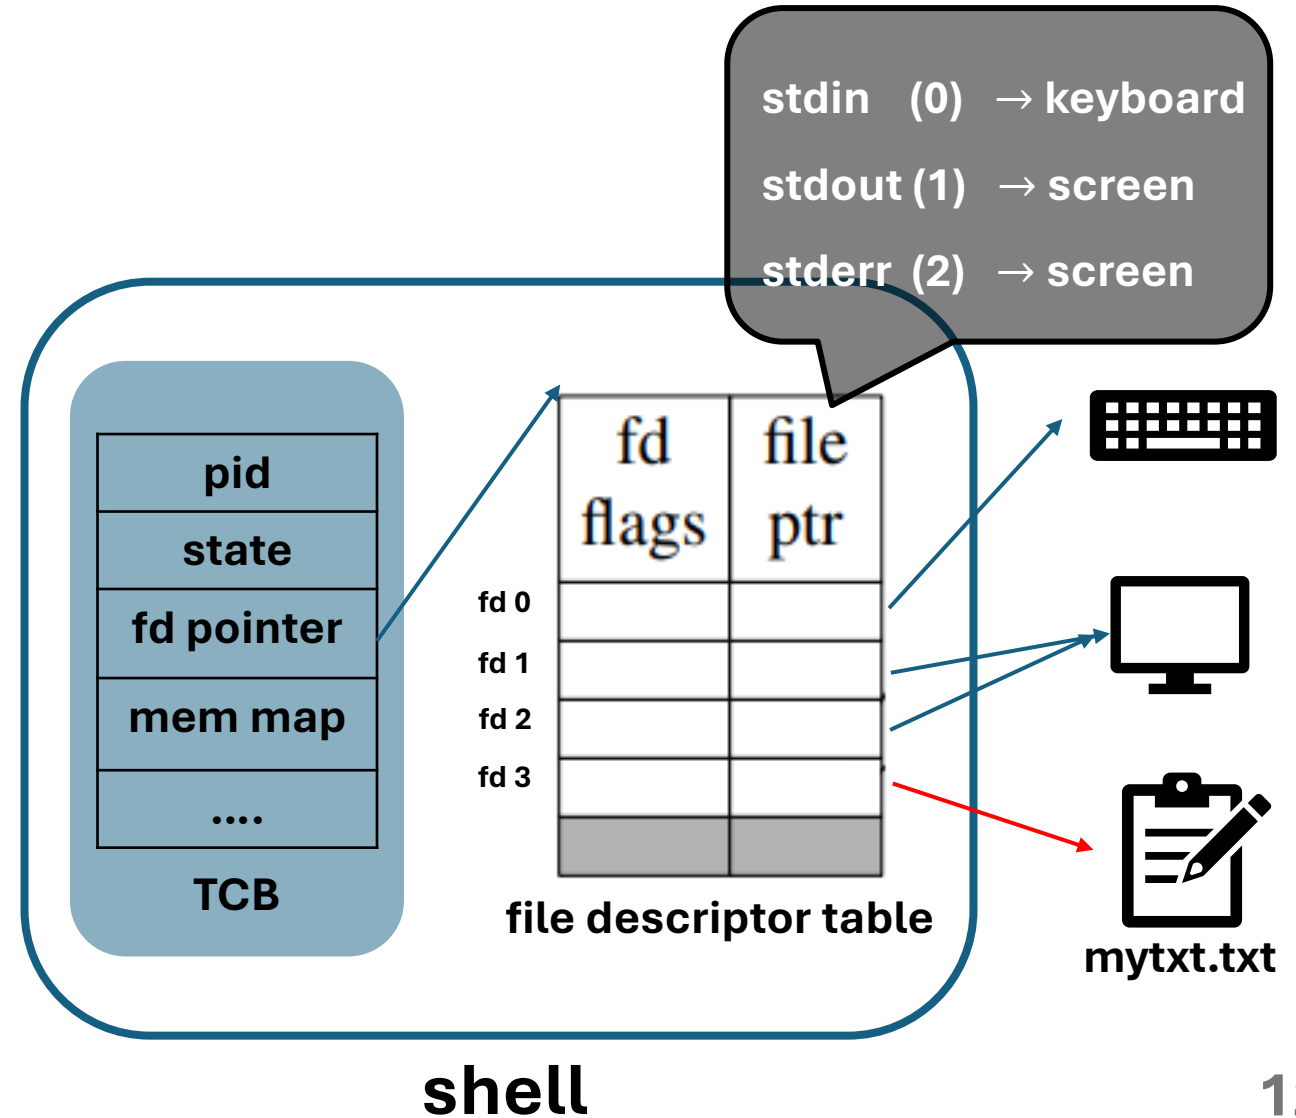 stdin (0) → keyboard
stdout (1) → screen
stderr (2) → screen
pid
state
fd pointer
mem map
....
TCB
fd flags
file ptr
fd 0
fd 1
fd 2
fd 3
file descriptor table
mytxt.txt
shell